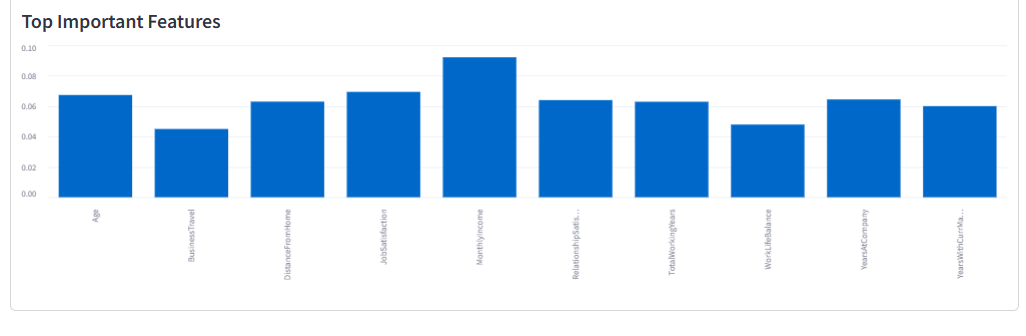 Top Important Features
0.10
0.08
0.06
0.04
0.02
0.00
Age
BusinessTravel
DistanceFromHome
JobSatisfaction
MonthlyIncome
RelationshipSatis...
TotalWorkingYears
WorkLifeBalance
YearsAtCompany
YearsWithCurrMa...